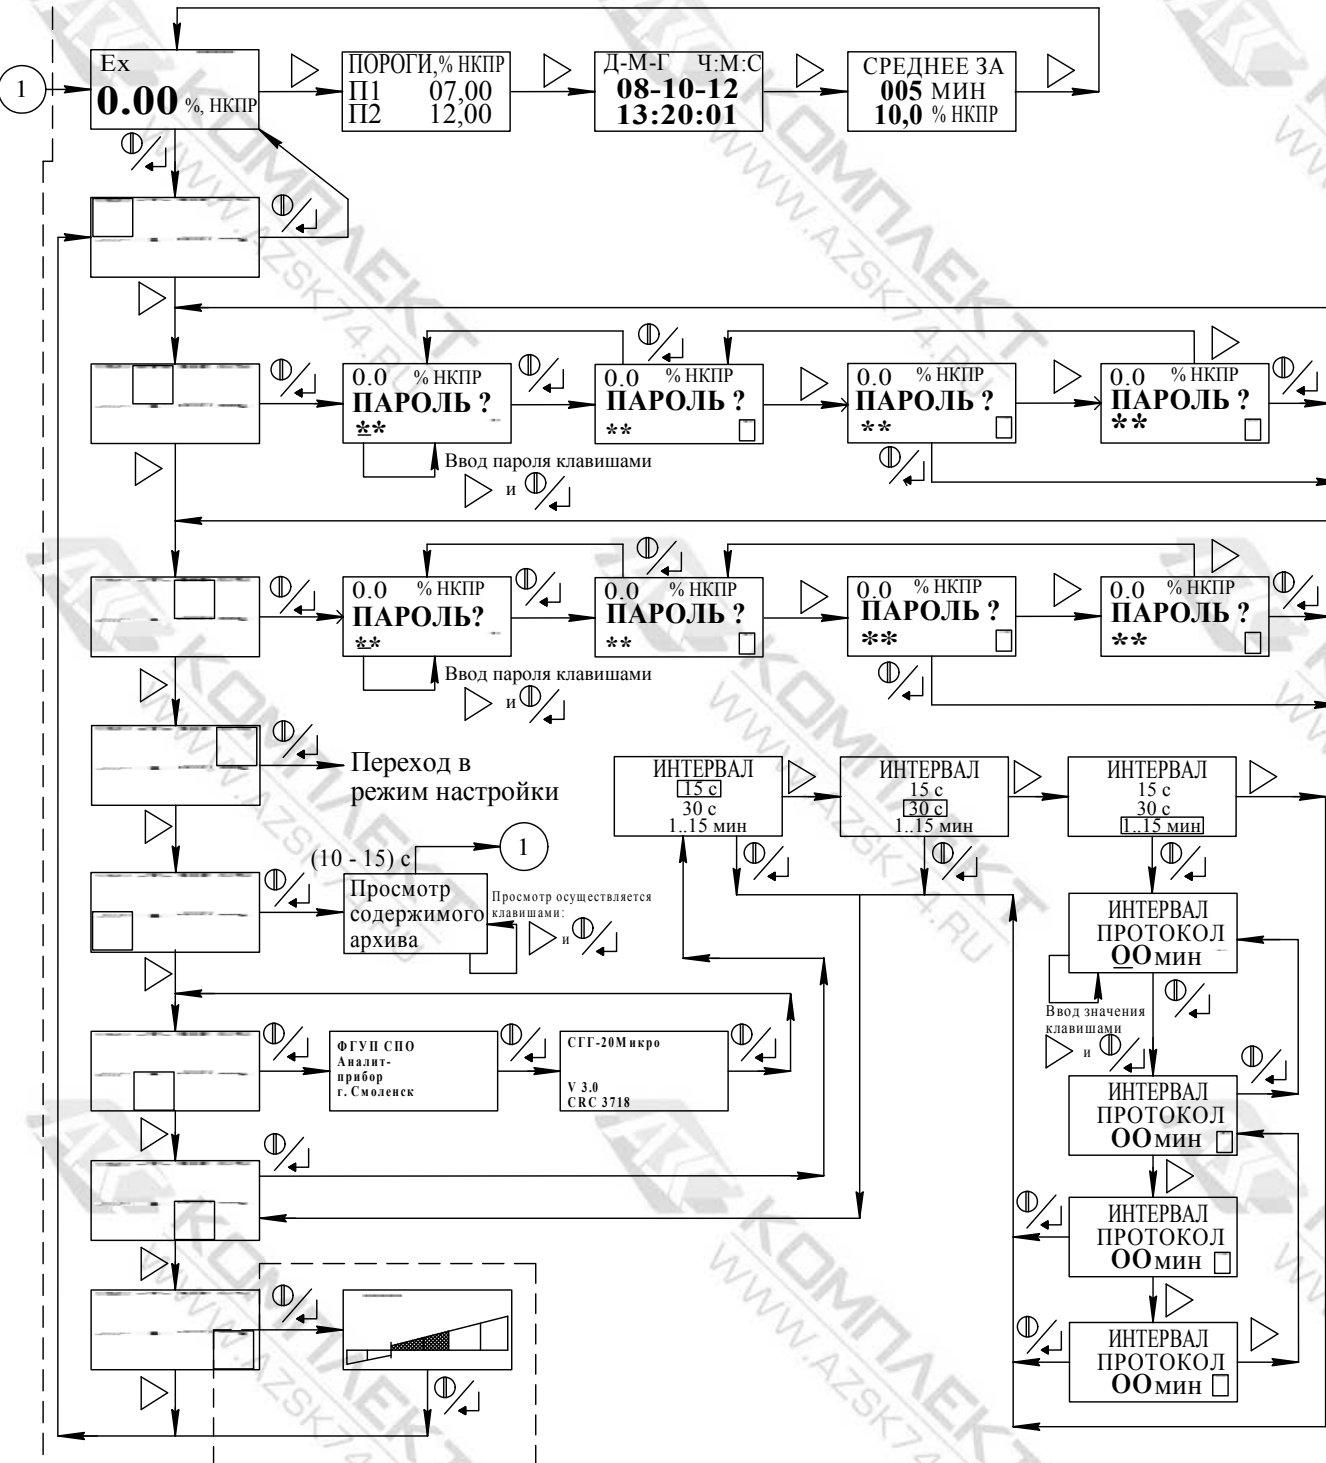 1
Ex
0.00 %, НКПР
ПОРОГИ,% НКПР
П1 07,00
П2 12,00
Д-М-Г Ч:М:С
08-10-12
13:20:01
СРЕДНЕЕ ЗА
005 МИН
10,0 % НКПР
0.0 % НКПР
ПАРОЛЬ ?
**
0.0 % НКПР
ПАРОЛЬ ?
**
0.0 % НКПР
ПАРОЛЬ ?
**
0.0 % НКПР
ПАРОЛЬ ?
**
Ввод пароля клавишами
и
0.0 % НКПР
ПАРОЛЬ?
**
0.0 % НКПР
ПАРОЛЬ ?
**
0.0 % НКПР
ПАРОЛЬ ?
**
0.0 % НКПР
ПАРОЛЬ ?
**
Ввод пароля клавишами
и
Переход в
режим настройки
ИНТЕРВАЛ
15 с
30 с
1..15 мин
ИНТЕРВАЛ
15 с
30 с
1..15 мин
ИНТЕРВАЛ
15 с
30 с
1..15 мин
(10 - 15) с
1
Просмотр
содержимого
архива
Просмотр осуществляется
клавишами:
и
ИНТЕРВАЛ
ПРОТОКОЛ
ОО мин
Ввод значения
клавишами
и
ФГУП СПО
Аналит-
прибор
г. Смоленск
СГГ-20Микро
V 3.0
CRC 3718
ИНТЕРВАЛ
ПРОТОКОЛ
ОО мин
ИНТЕРВАЛ
ПРОТОКОЛ
ОО мин
ИНТЕРВАЛ
ПРОТОКОЛ
ОО мин
КОМПЛЕКТ
WWW.AZSK74.RU